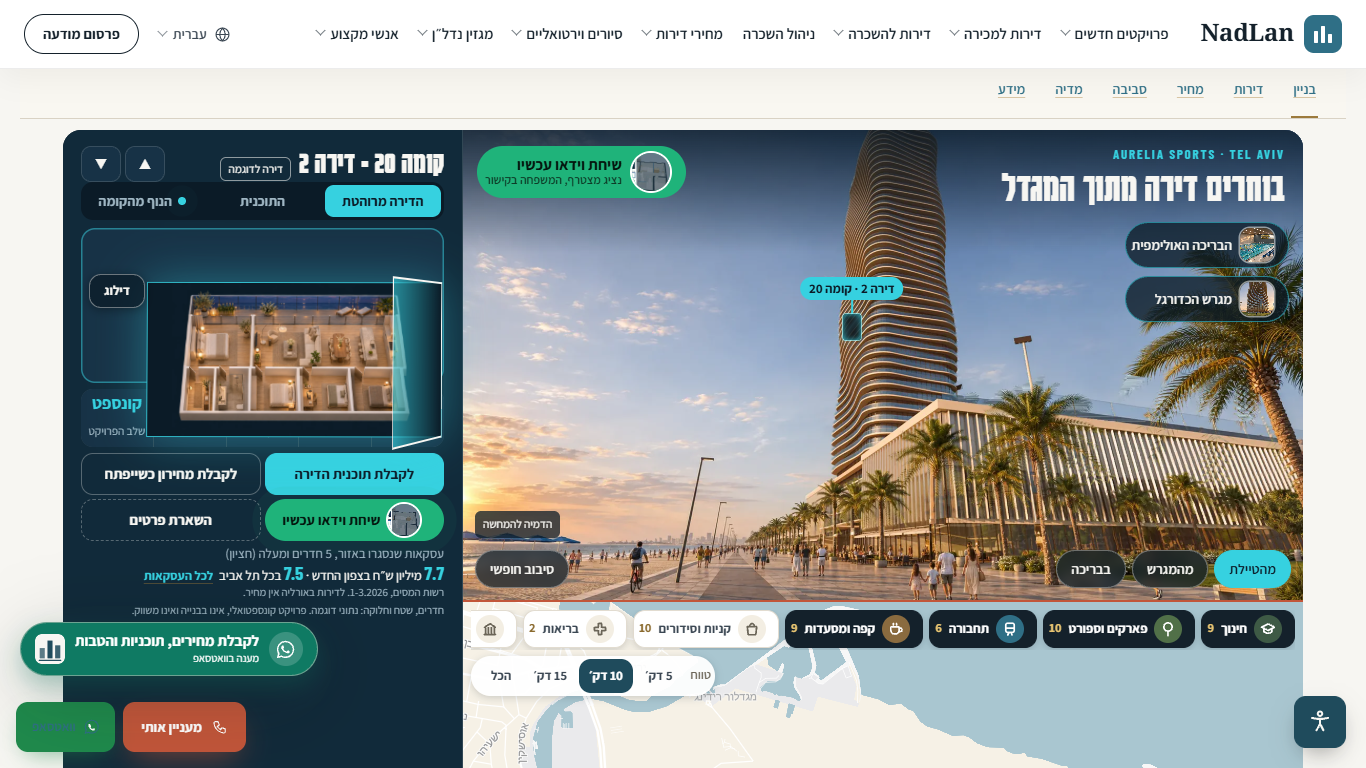 NadLan
פרויקטים חדשים
דירות למכירה
דירות להשכרה
ניהול השכרה
מחירי דירות
סיורים וירטואליים
מגזין נדל״ן
אנשי מקצוע
עברית
פרסום מודעה
בניין
דירות
מחיר
סביבה
מדיה
מידע
AURELIA SPORTS · TEL AVIV
בוחרים דירה מתוך המגדל
הבריכה האולימפית
מגרש הכדורגל
שיחת וידאו עכשיו
נציג מצטרף, המשפחה בקישור
דירה 2 · קומה 20
הדמיה להמחשה
מהטיילת
מהמגרש
בבריכה
סיבוב חופשי
חינוך 9
פארקים וספורט 10
תחבורה 6
קפה ומסעדות 9
קניות וסידורים 10
בריאות 2
טווח
5 דק׳
10 דק׳
15 דק׳
הכל
מגדלור רידינג
ישעיהו
אוסישקין
קומה 20 - דירה 2
דירה לדוגמה
▲
▼
הדירה מרוהטת
התוכנית
הנוף מהקומה
דילוג
קונספט
שלב הפרויקט
לקבלת תוכנית הדירה
לקבלת מחירון כשייפתח
שיחת וידאו עכשיו
השארת פרטים
עסקאות שנסגרו באזור, 5 חדרים ומעלה (חציון)
7.7 מיליון ש״ח בצפון החדש · 7.5 בכל תל אביב לכל העסקאות
רשות המסים, 1-3.2026. לדירות באורליה אין מחיר.
חדרים, שטח וחלוקה: נתוני דוגמה. פרויקט קונספטואלי, אינו בבנייה ואינו משווק.
לקבלת מחירים, תוכניות והטבות
מענה בוואטסאפ
מעניין אותי